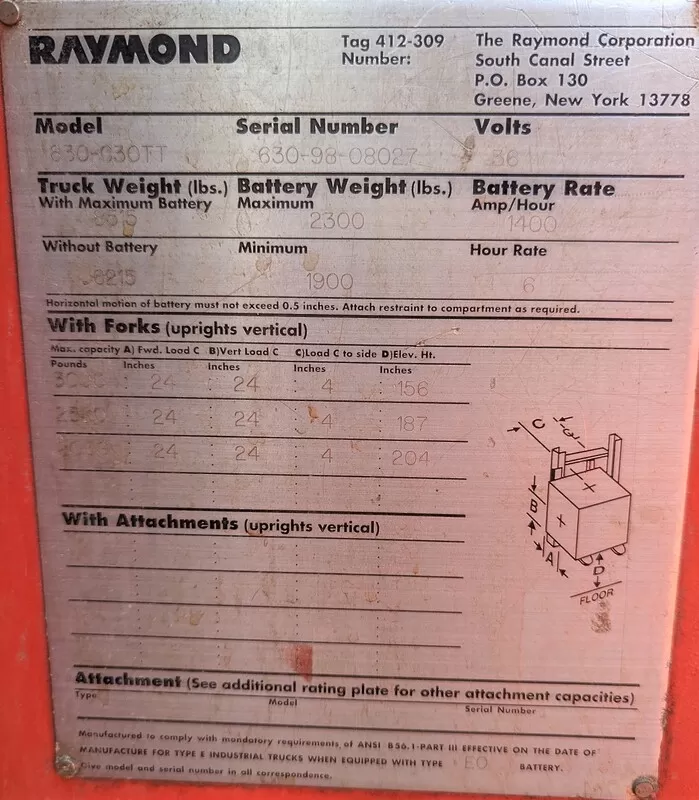 RAYMOND
Tag 412-309
Number:
The Raymond Corporation
South Canal Street
P.O. Box 130
Greene, New York 13778
Model Serial Number Volts
830-C30TT 830-98-08027 36
Truck Weight (lbs.) Battery Weight (lbs.) Battery Rate
With Maximum Battery Maximum Amp/Hour
2300 1400
Without Battery Minimum Hour Rate
6215 1900 6
Horizontal motion of battery must not exceed 0.5 inches. Attach restraint to compartment as required.
With Forks (uprights vertical)
Max. capacity A) Fwd. Load C B)Vert Load C C)Load C to side D)Elev. Ht.
Pounds Inches Inches Inches Inches
24 24 4 156
24 24 4 187
24 24 4 204
C
B
A
D
FLOOR
With Attachments (uprights vertical)
Attachment (See additional rating plate for other attachment capacities)
Type Model Serial Number
Manufactured to comply with mandatory requirements of ANSI B56.1-PART III EFFECTIVE ON THE DATE OF
MANUFACTURE FOR TYPE E INDUSTRIAL TRUCKS WHEN EQUIPPED WITH TYPE EO BATTERY.
Give model and serial number in all correspondence.